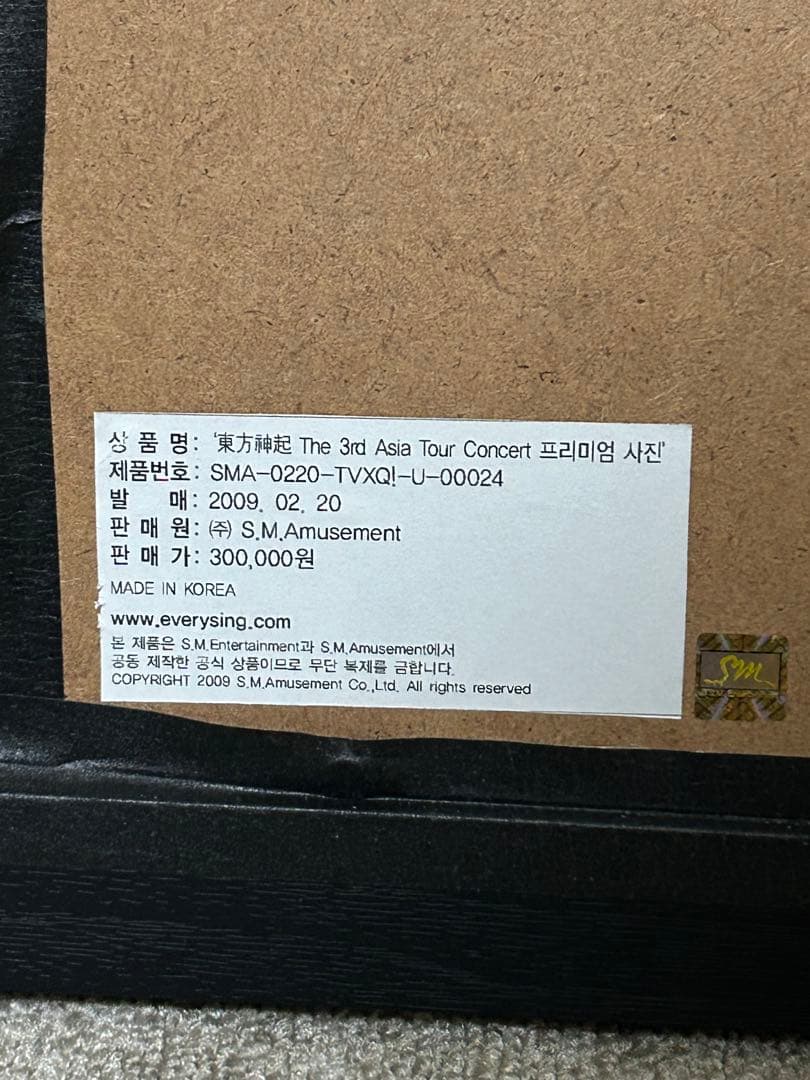 상 품 명: '東方神起 The 3rd Asia Tour Concert 프리미엄 사진'
제품번호: SMA-0220-TVXQ!-U-00024
발 매: 2009. 02. 20
판 매 원: ㈜ S.M.Amusement
판 매 가: 300,000원
MADE IN KOREA
www.everysing.com
본 제품은 S.M.Entertainment과 S.M.Amusement에서
공동 제작한 공식 상품이므로 무단 복제를 금합니다.
COPYRIGHT 2009 S.M.Amusement Co.,Ltd. All rights reserved
SM